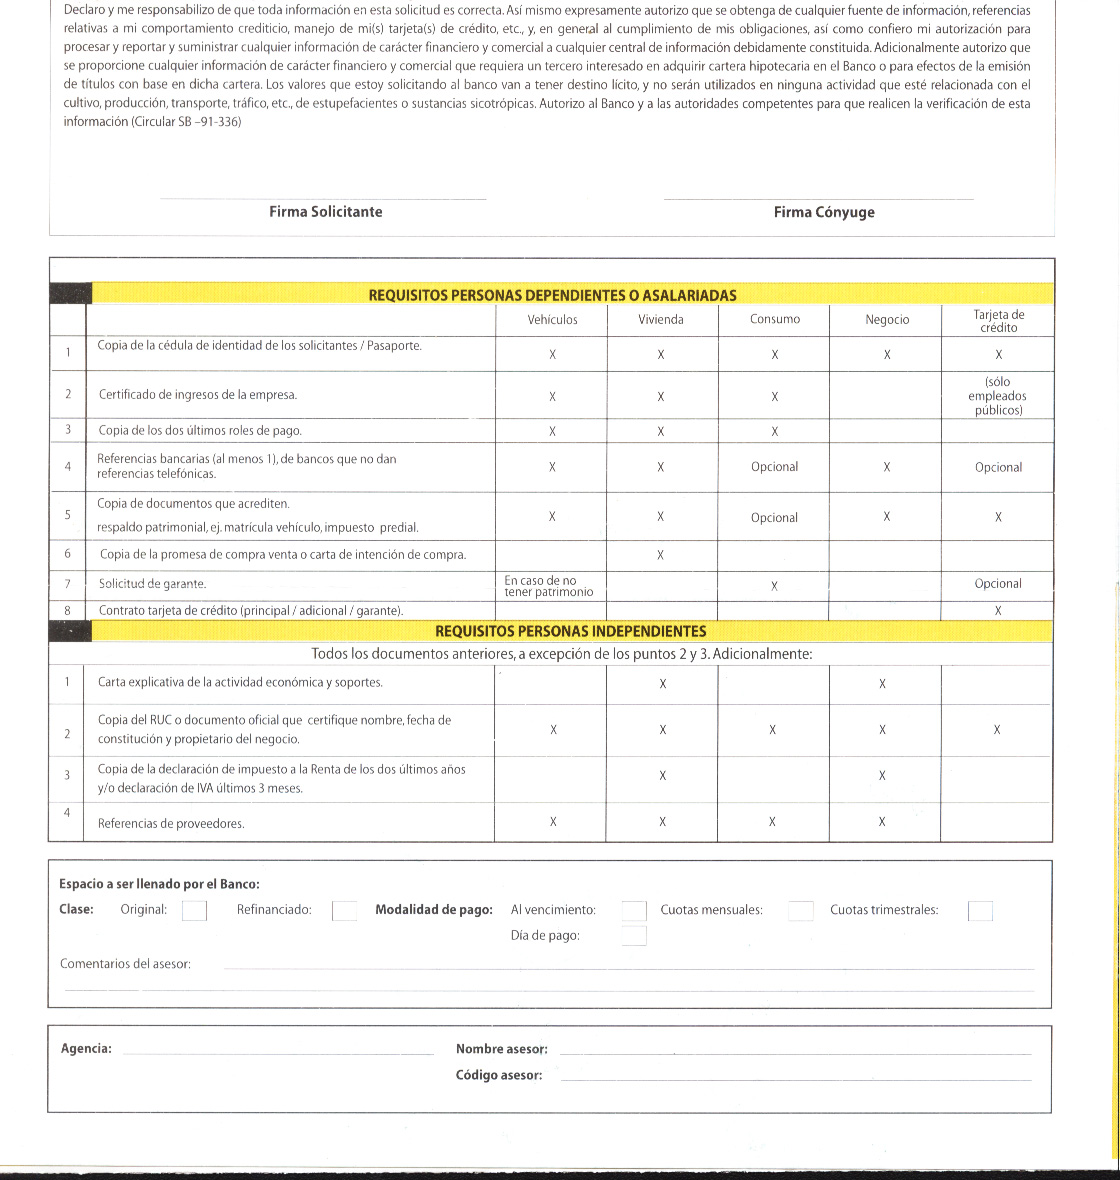 Declaro y me responsabilizo de que toda información en esta solicitud es correcta. Así mismo expresamente autorizo que se obtenga de cualquier fuente de información, referencias
relativas a mi comportamiento crediticio, manejo de mi(s) tarjeta(s) de crédito, etc., y, en general al cumplimiento de mis obligaciones, así como confiero mi autorización para
procesar y reportar y suministrar cualquier información de carácter financiero y comercial a cualquier central de información debidamente constituida. Adicionalmente autorizo que
se proporcione cualquier información de carácter financiero y comercial que requiera un tercero interesado en adquirir cartera hipotecaria en el Banco o para efectos de la emisión
de títulos con base en dicha cartera. Los valores que estoy solicitando al banco van a tener destino lícito, y no serán utilizados en ninguna actividad que esté relacionada con el
cultivo, producción, transporte, tráfico, etc., de estupefacientes o sustancias sicotrópicas. Autorizo al Banco y a las autoridades competentes para que realicen la verificación de esta
información (Circular SB –91-336)
Firma Solicitante Firma Cónyuge
REQUISITOS PERSONAS DEPENDIENTES O ASALARIADAS
Vehículos Vivienda Consumo Negocio Tarjeta de
crédito
1 Copia de la cédula de identidad de los solicitantes / Pasaporte. X X X X X
2 Certificado de ingresos de la empresa. X X X (sólo
empleados
públicos)
3 Copia de los dos últimos roles de pago. X X X
4 Referencias bancarias (al menos 1), de bancos que no dan
referencias telefónicas. X X Opcional X Opcional
5 Copia de documentos que acrediten.
respaldo patrimonial, ej. matrícula vehículo, impuesto predial. X X Opcional X X
6 Copia de la promesa de compra venta o carta de intención de compra. X
7 Solicitud de garante. En caso de no
tener patrimonio X Opcional
8 Contrato tarjeta de crédito (principal / adicional / garante). X
REQUISITOS PERSONAS INDEPENDIENTES
Todos los documentos anteriores, a excepción de los puntos 2 y 3. Adicionalmente:
1 Carta explicativa de la actividad económica y soportes. X X
2 Copia del RUC o documento oficial que certifique nombre, fecha de
constitución y propietario del negocio. X X X X X
3 Copia de la declaración de impuesto a la Renta de los dos últimos años
y/o declaración de IVA últimos 3 meses. X X
4 Referencias de proveedores. X X X X
Espacio a ser llenado por el Banco:
Clase: Original: Refinanciado: Modalidad de pago: Al vencimiento: Cuotas mensuales: Cuotas trimestrales:
Día de pago:
Comentarios del asesor:
Agencia: Nombre asesor:
Código asesor: